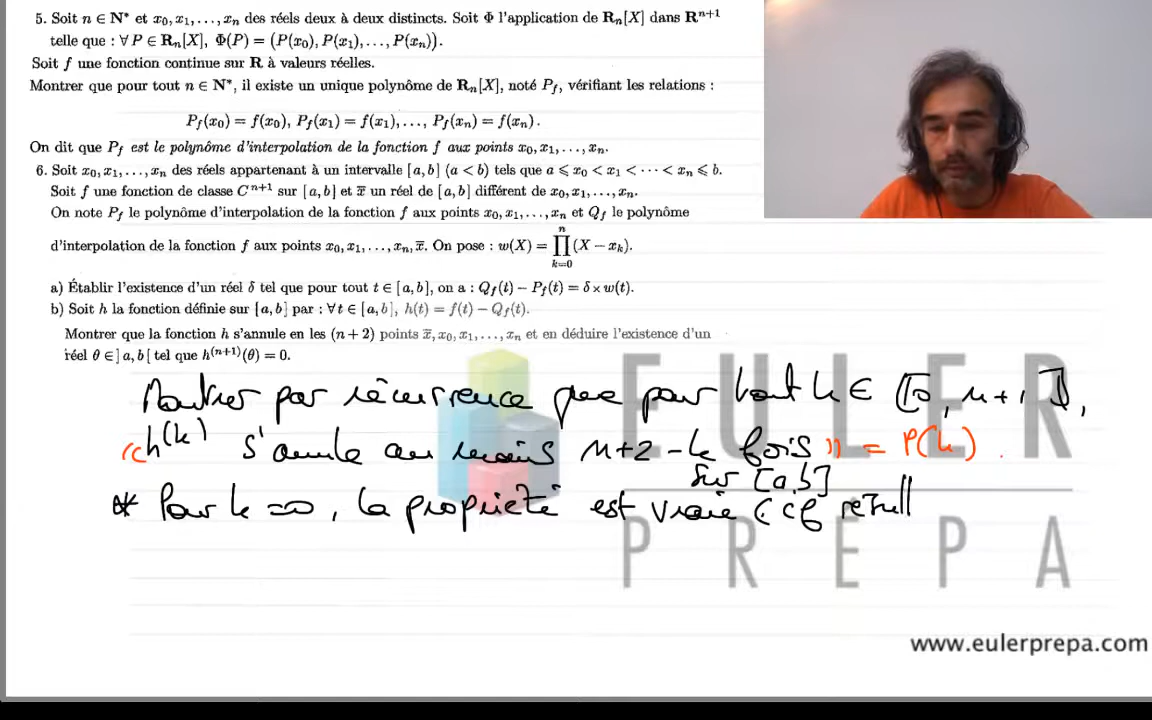 5. Soit n ∈ N* et x₀, x₁, . . . , xₙ des réels deux à deux distincts. Soit Φ l'application de Rₙ[X] dans Rⁿ⁺¹
telle que : ∀ P ∈ Rₙ[X], Φ(P) = (P(x₀), P(x₁), . . . , P(xₙ)).
Soit f une fonction continue sur R à valeurs réelles.
Montrer que pour tout n ∈ N*, il existe un unique polynôme de Rₙ[X], noté P_f, vérifiant les relations :
P_f(x₀) = f(x₀), P_f(x₁) = f(x₁), . . . , P_f(xₙ) = f(xₙ).
On dit que P_f est le polynôme d'interpolation de la fonction f aux points x₀, x₁, . . . , xₙ.
6. Soit x₀, x₁, . . . , xₙ des réels appartenant à un intervalle [a, b] (a < b) tels que a ⩽ x₀ < x₁ < · · · < xₙ ⩽ b.
Soit f une fonction de classe Cⁿ⁺¹ sur [a, b] et x̅ un réel de [a, b] différent de x₀, x₁, . . . , xₙ.
On note P_f le polynôme d'interpolation de la fonction f aux points x₀, x₁, . . . , xₙ et Q_f le polynôme
d'interpolation de la fonction f aux points x₀, x₁, . . . , xₙ, x̅. On pose : w(X) = ∏_{k=0}^{n} (X − x_k).
a) Établir l'existence d'un réel δ tel que pour tout t ∈ [a, b], on a : Q_f(t) − P_f(t) = δ × w(t).
b) Soit h la fonction définie sur [a, b] par : ∀t ∈ [a, b], h(t) = f(t) − Q_f(t).
Montrer que la fonction h s'annule en les (n + 2) points x̅, x₀, x₁, . . . , xₙ et en déduire l'existence d'un
réel θ ∈ ]a, b[ tel que h⁽ⁿ⁺¹⁾(θ) = 0.
Montrer par récurrence que pour tout k ∈ [[0, n+1]],
"h^(k) s'annule au moins n+2-k fois" = P(k).
sur [a,b]
* Pour k=0, la propriété est vraie (cf résult
EULER
PRÉPA
www.eulerprepa.com